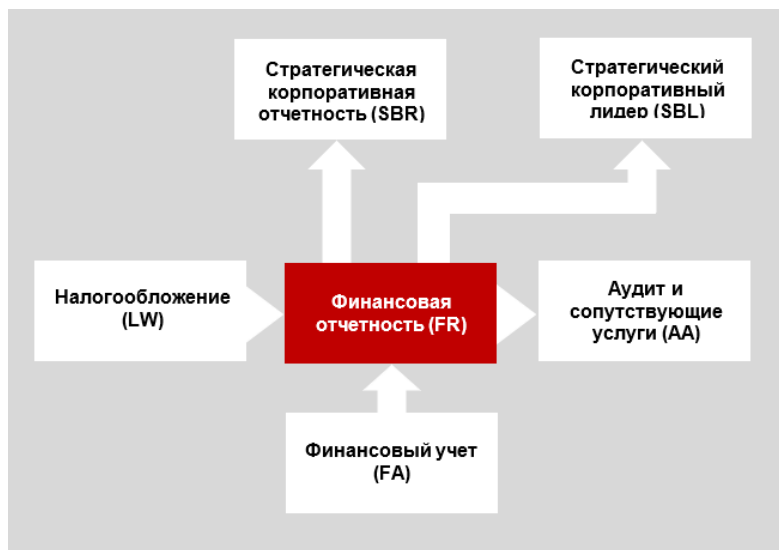 Стратегическая
корпоративная
отчетность (SBR)
Стратегический
корпоративный
лидер (SBL)
Налогообложение
(LW)
Финансовая
отчетность (FR)
Аудит и
сопутствующие
услуги (AA)
Финансовый учет
(FA)